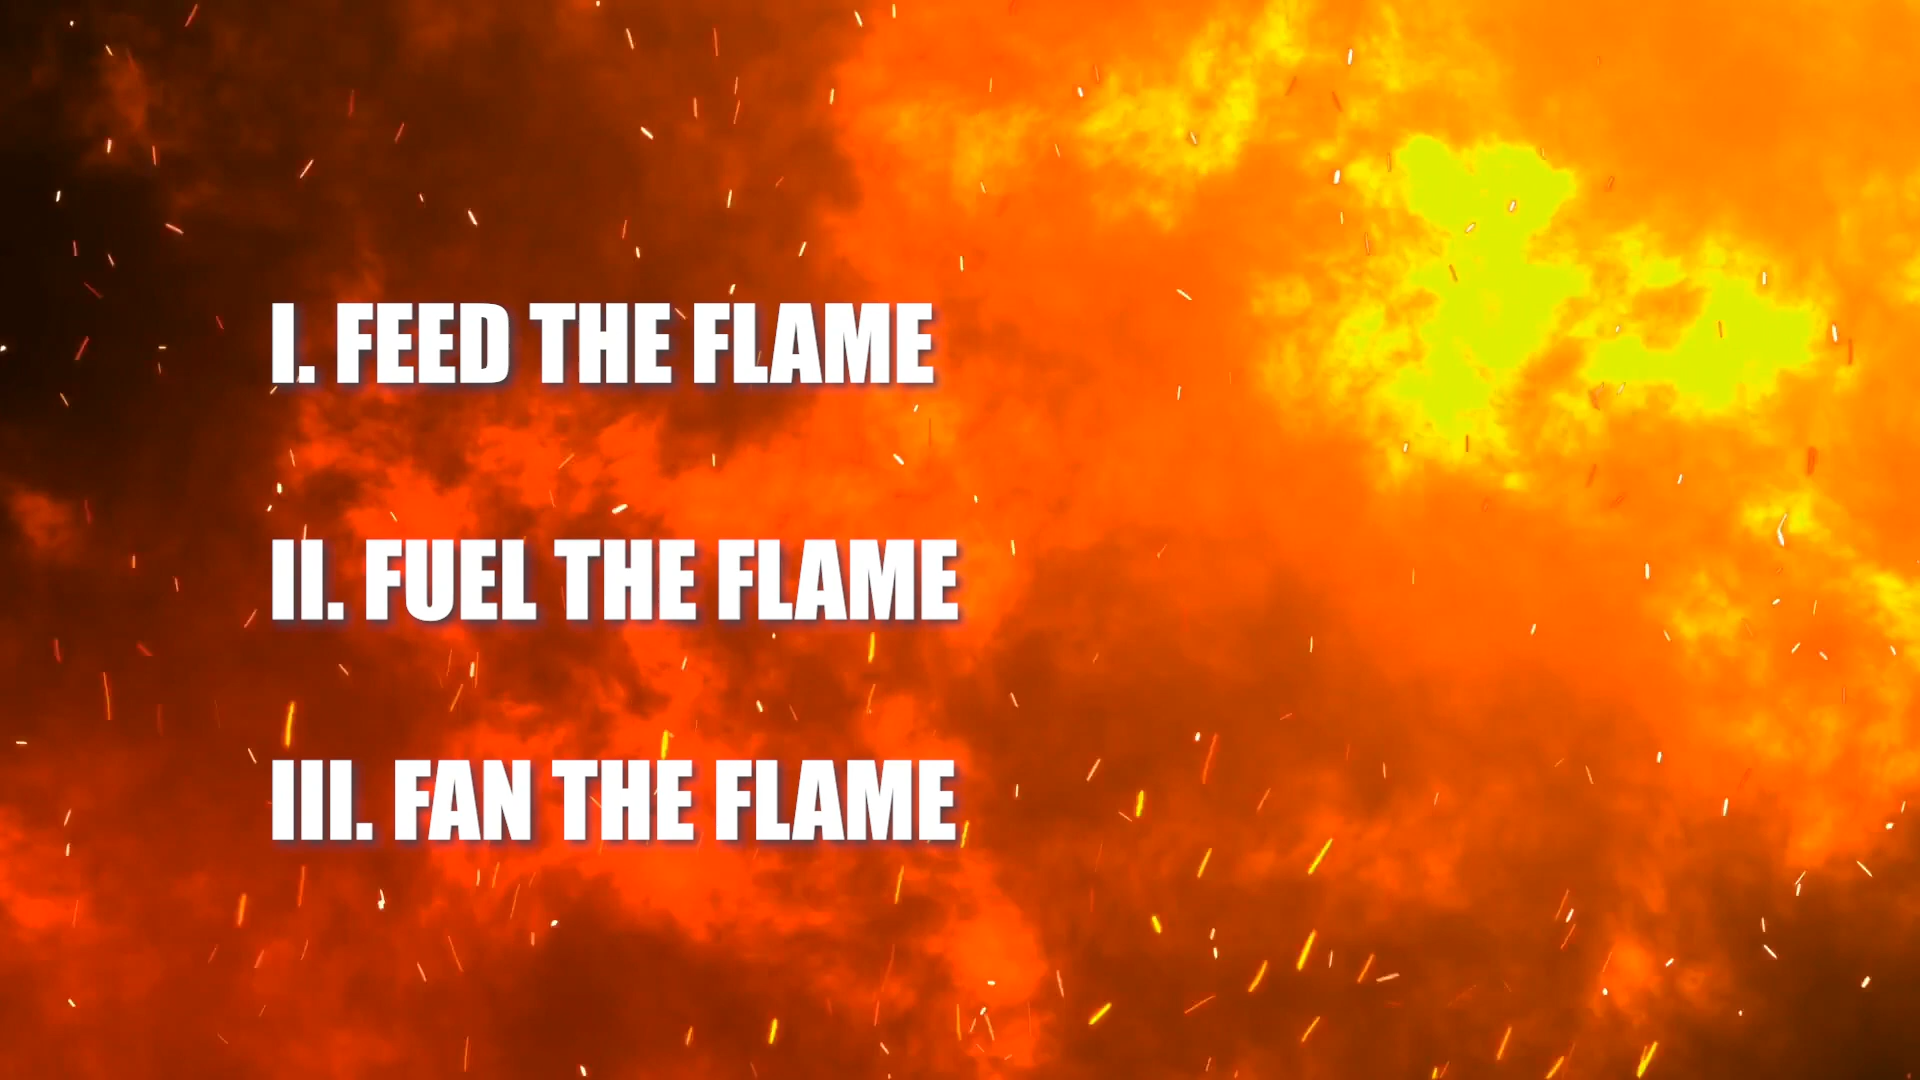 I. FEED THE FLAME
II. FUEL THE FLAME
III. FAN THE FLAME